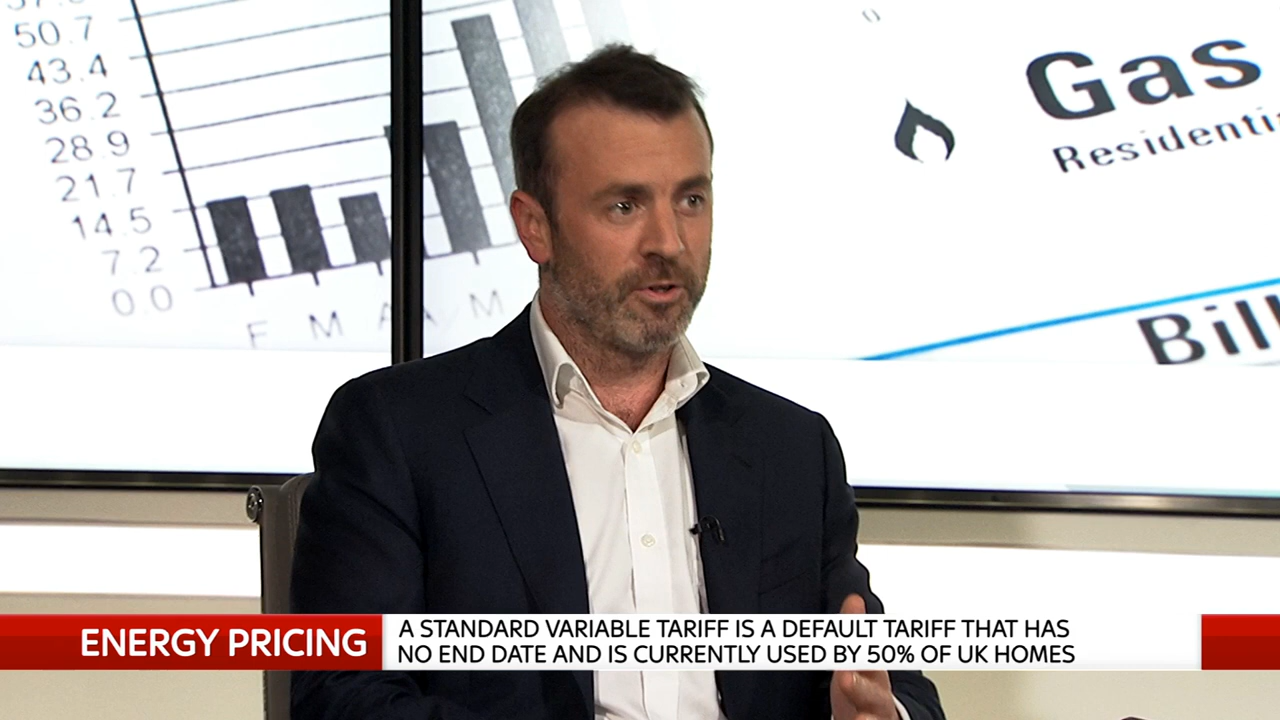 50.7
43.4
36.2
28.9
21.7
14.5
7.2
0.0
F M A M
Gas
Bill
ENERGY PRICING
A STANDARD VARIABLE TARIFF IS A DEFAULT TARIFF THAT HAS
NO END DATE AND IS CURRENTLY USED BY 50% OF UK HOMES